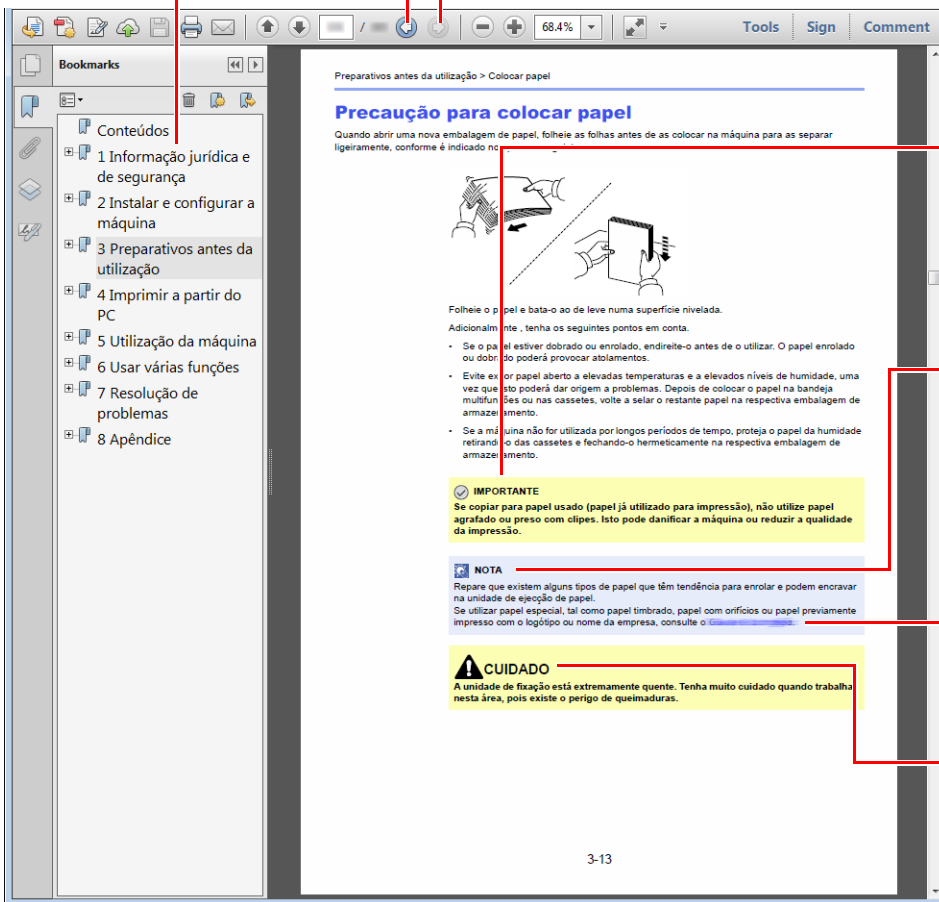 68.4%
Tools
Sign
Comment
Bookmarks
Conteúdos
1 Informação jurídica e
de segurança
2 Instalar e configurar a
máquina
3 Preparativos antes da
utilização
4 Imprimir a partir do
PC
5 Utilização da máquina
6 Usar várias funções
7 Resolução de
problemas
8 Apêndice
Preparativos antes da utilização > Colocar papel
Precaução para colocar papel
Quando abrir uma nova embalagem de papel, folheie as folhas antes de as colocar na máquina para as separar
ligeiramente, conforme é indicado
Folheie o papel e bata-o ao de leve numa superfície nivelada.
Adicionalmente , tenha os seguintes pontos em conta.
• Se o papel estiver dobrado ou enrolado, endireite-o antes de o utilizar. O papel enrolado
ou dobrado poderá provocar atolamentos.
• Evite expor papel aberto a elevadas temperaturas e a elevados níveis de humidade, uma
vez que isto poderá dar origem a problemas. Depois de colocar o papel na bandeja
multifunções ou nas cassetes, volte a selar o restante papel na respectiva embalagem de
armazenamento.
• Se a máquina não for utilizada por longos períodos de tempo, proteja o papel da humidade
retirando-o das cassetes e fechando-o hermeticamente na respectiva embalagem de
armazenamento.
IMPORTANTE
Se copiar para papel usado (papel já utilizado para impressão), não utilize papel
agrafado ou preso com clipes. Isto pode danificar a máquina ou reduzir a qualidade
da impressão.
NOTA
Repare que existem alguns tipos de papel que têm tendência para enrolar e podem encravar
na unidade de ejecção de papel.
Se utilizar papel especial, tal como papel timbrado, papel com orifícios ou papel previamente
impresso com o logótipo ou nome da empresa, consulte o
CUIDADO
A unidade de fixação está extremamente quente. Tenha muito cuidado quando trabalha
nesta área, pois existe o perigo de queimaduras.
3-13